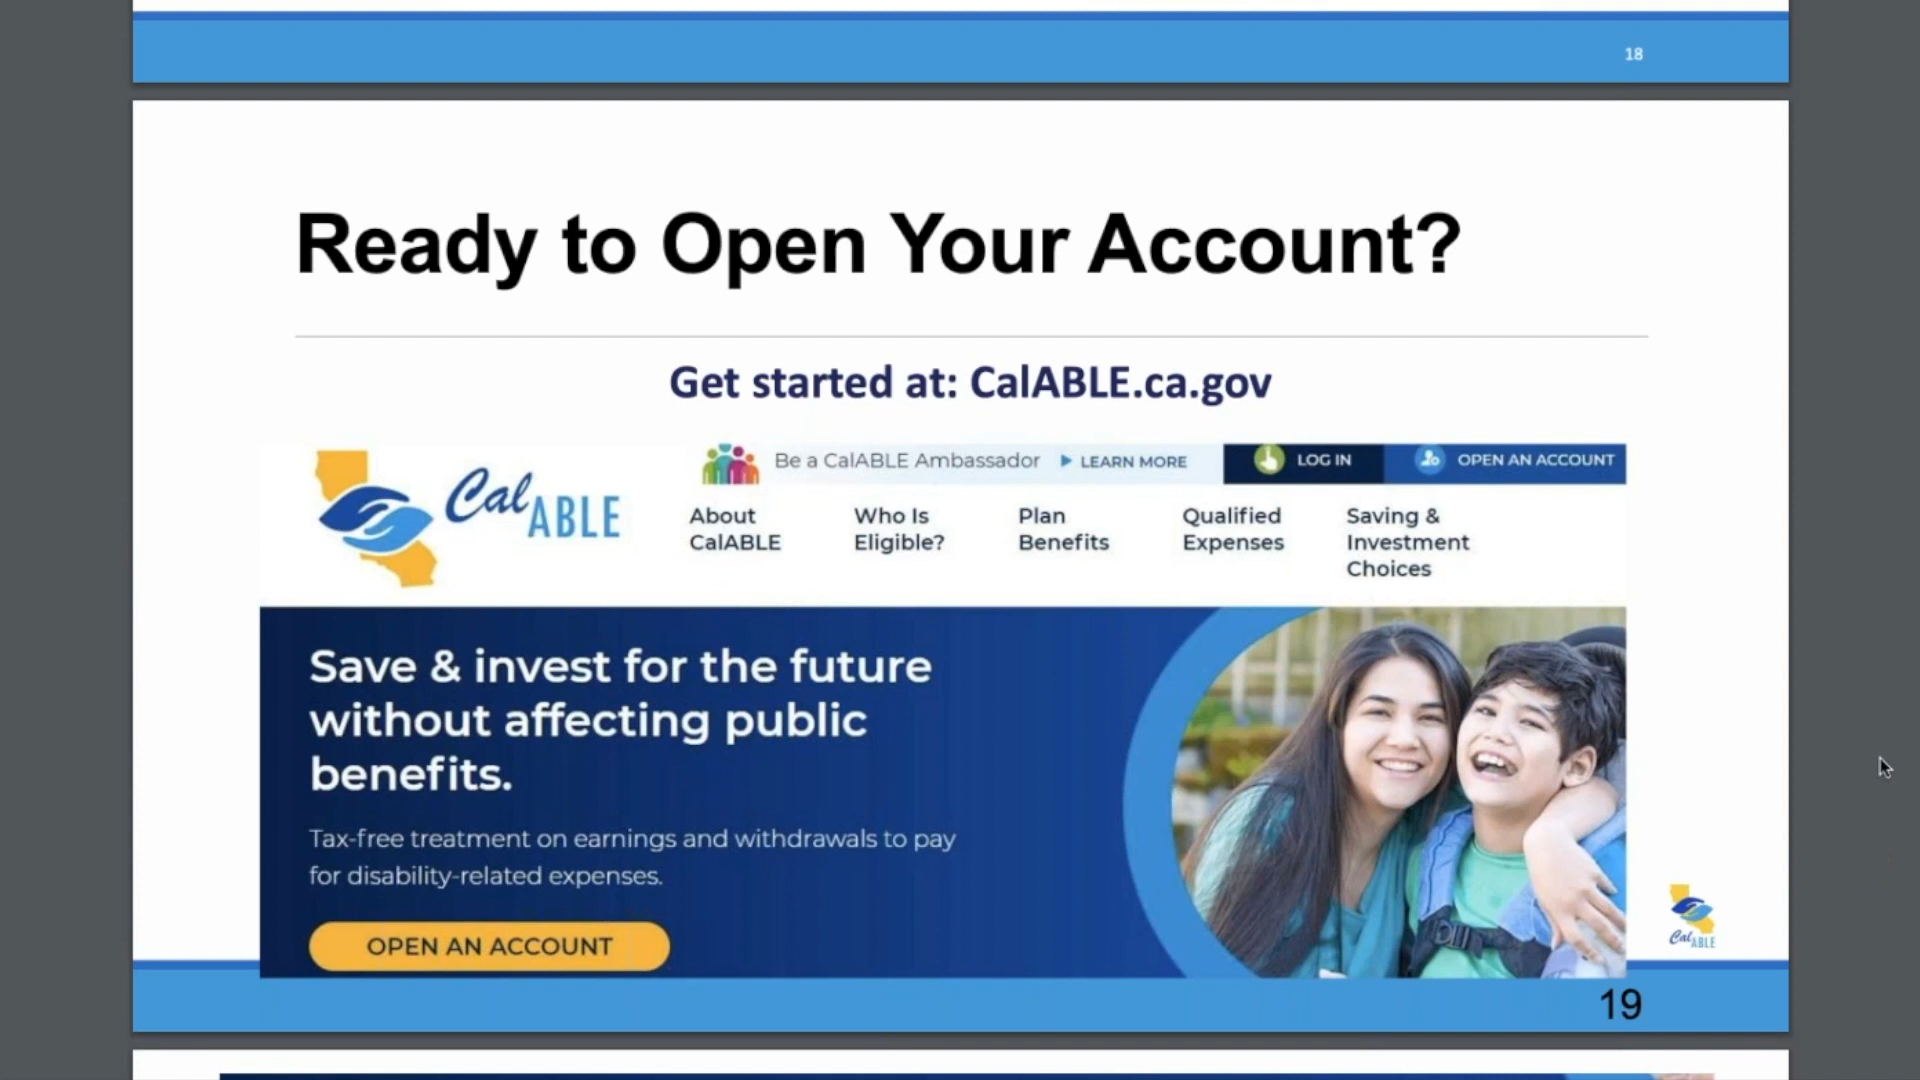 18
Ready to Open Your Account?
Get started at: CalABLE.ca.gov
Cal ABLE
Be a CalABLE Ambassador LEARN MORE
LOG IN
OPEN AN ACCOUNT
About
CalABLE
Who Is
Eligible?
Plan
Benefits
Qualified
Expenses
Saving &
Investment
Choices
Save & invest for the future
without affecting public
benefits.
Tax-free treatment on earnings and withdrawals to pay
for disability-related expenses.
OPEN AN ACCOUNT
Cal ABLE
19